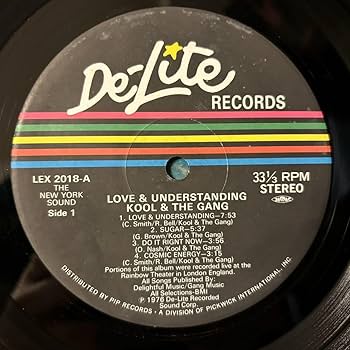 De-Lite
RECORDS
LEX 2018-A
THE
NEW YORK
SOUND
Side 1
33⅓ RPM
STEREO
LOVE & UNDERSTANDING
KOOL & THE GANG
1. LOVE & UNDERSTANDING—7:53
(C. Smith/R. Bell/Kool & The Gang)
2. SUGAR—5:37
(G. Brown/Kool & The Gang)
3. DO IT RIGHT NOW—3:56
(O. Nash/Kool & The Gang)
4. COSMIC ENERGY—3:15
(C. Smith/R. Bell/Kool & The Gang)
Portions of this album were recorded live at the
Rainbow Theater in London England.
All Songs Published By:
Delightful Music/Gang Music
All Selections-BMI
℗ 1976 De-Lite Recorded
Sound Corp.
DISTRIBUTED BY PIP RECORDS - A DIVISION OF PICKWICK INTERNATIONAL, INC.